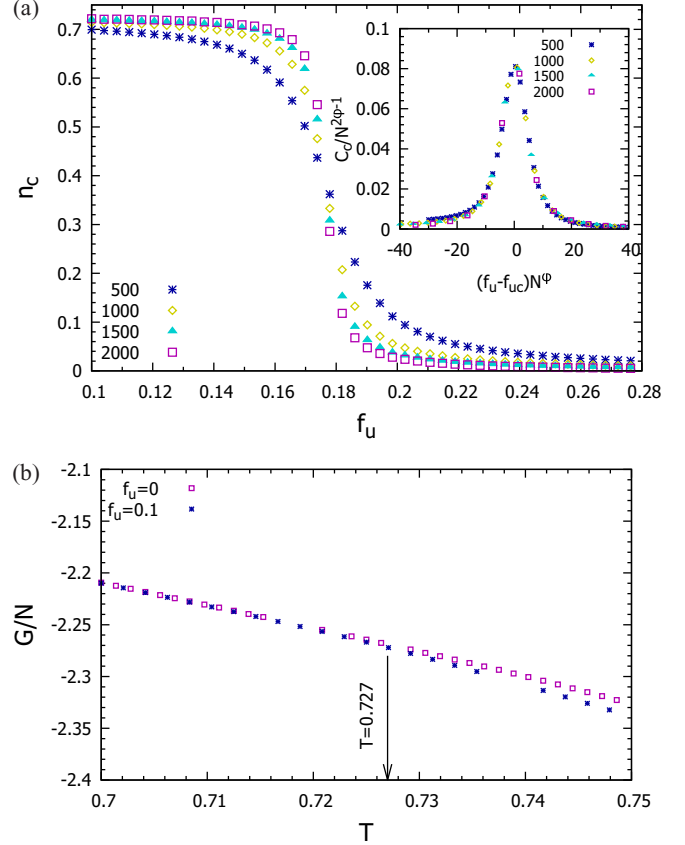 (a)
0.7
0.6
0.5
0.4
0.3
0.2
0.1
0
n_c
500
1000
1500
2000
0.1 0.12 0.14 0.16 0.18 0.2 0.22 0.24 0.26 0.28
f_u
0.1
0.08
0.06
0.04
0.02
0
C_c/N^{2φ-1}
500
1000
1500
2000
-40 -20 0 20 40
(f_u-f_{uc})N^φ
(b)
-2.1
-2.15
-2.2
-2.25
-2.3
-2.35
-2.4
G/N
f_u=0
f_u=0.1
T=0.727
0.7 0.71 0.72 0.73 0.74 0.75
T